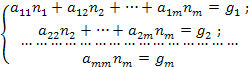 a₁₁n₁ + a₁₂n₂ + ⋯ + a₁ₘnₘ = g₁ ;
a₂₂n₂ + ⋯ + a₂ₘnₘ = g₂ ;
… … … … … … … … … … … …
aₘₘnₘ = gₘ